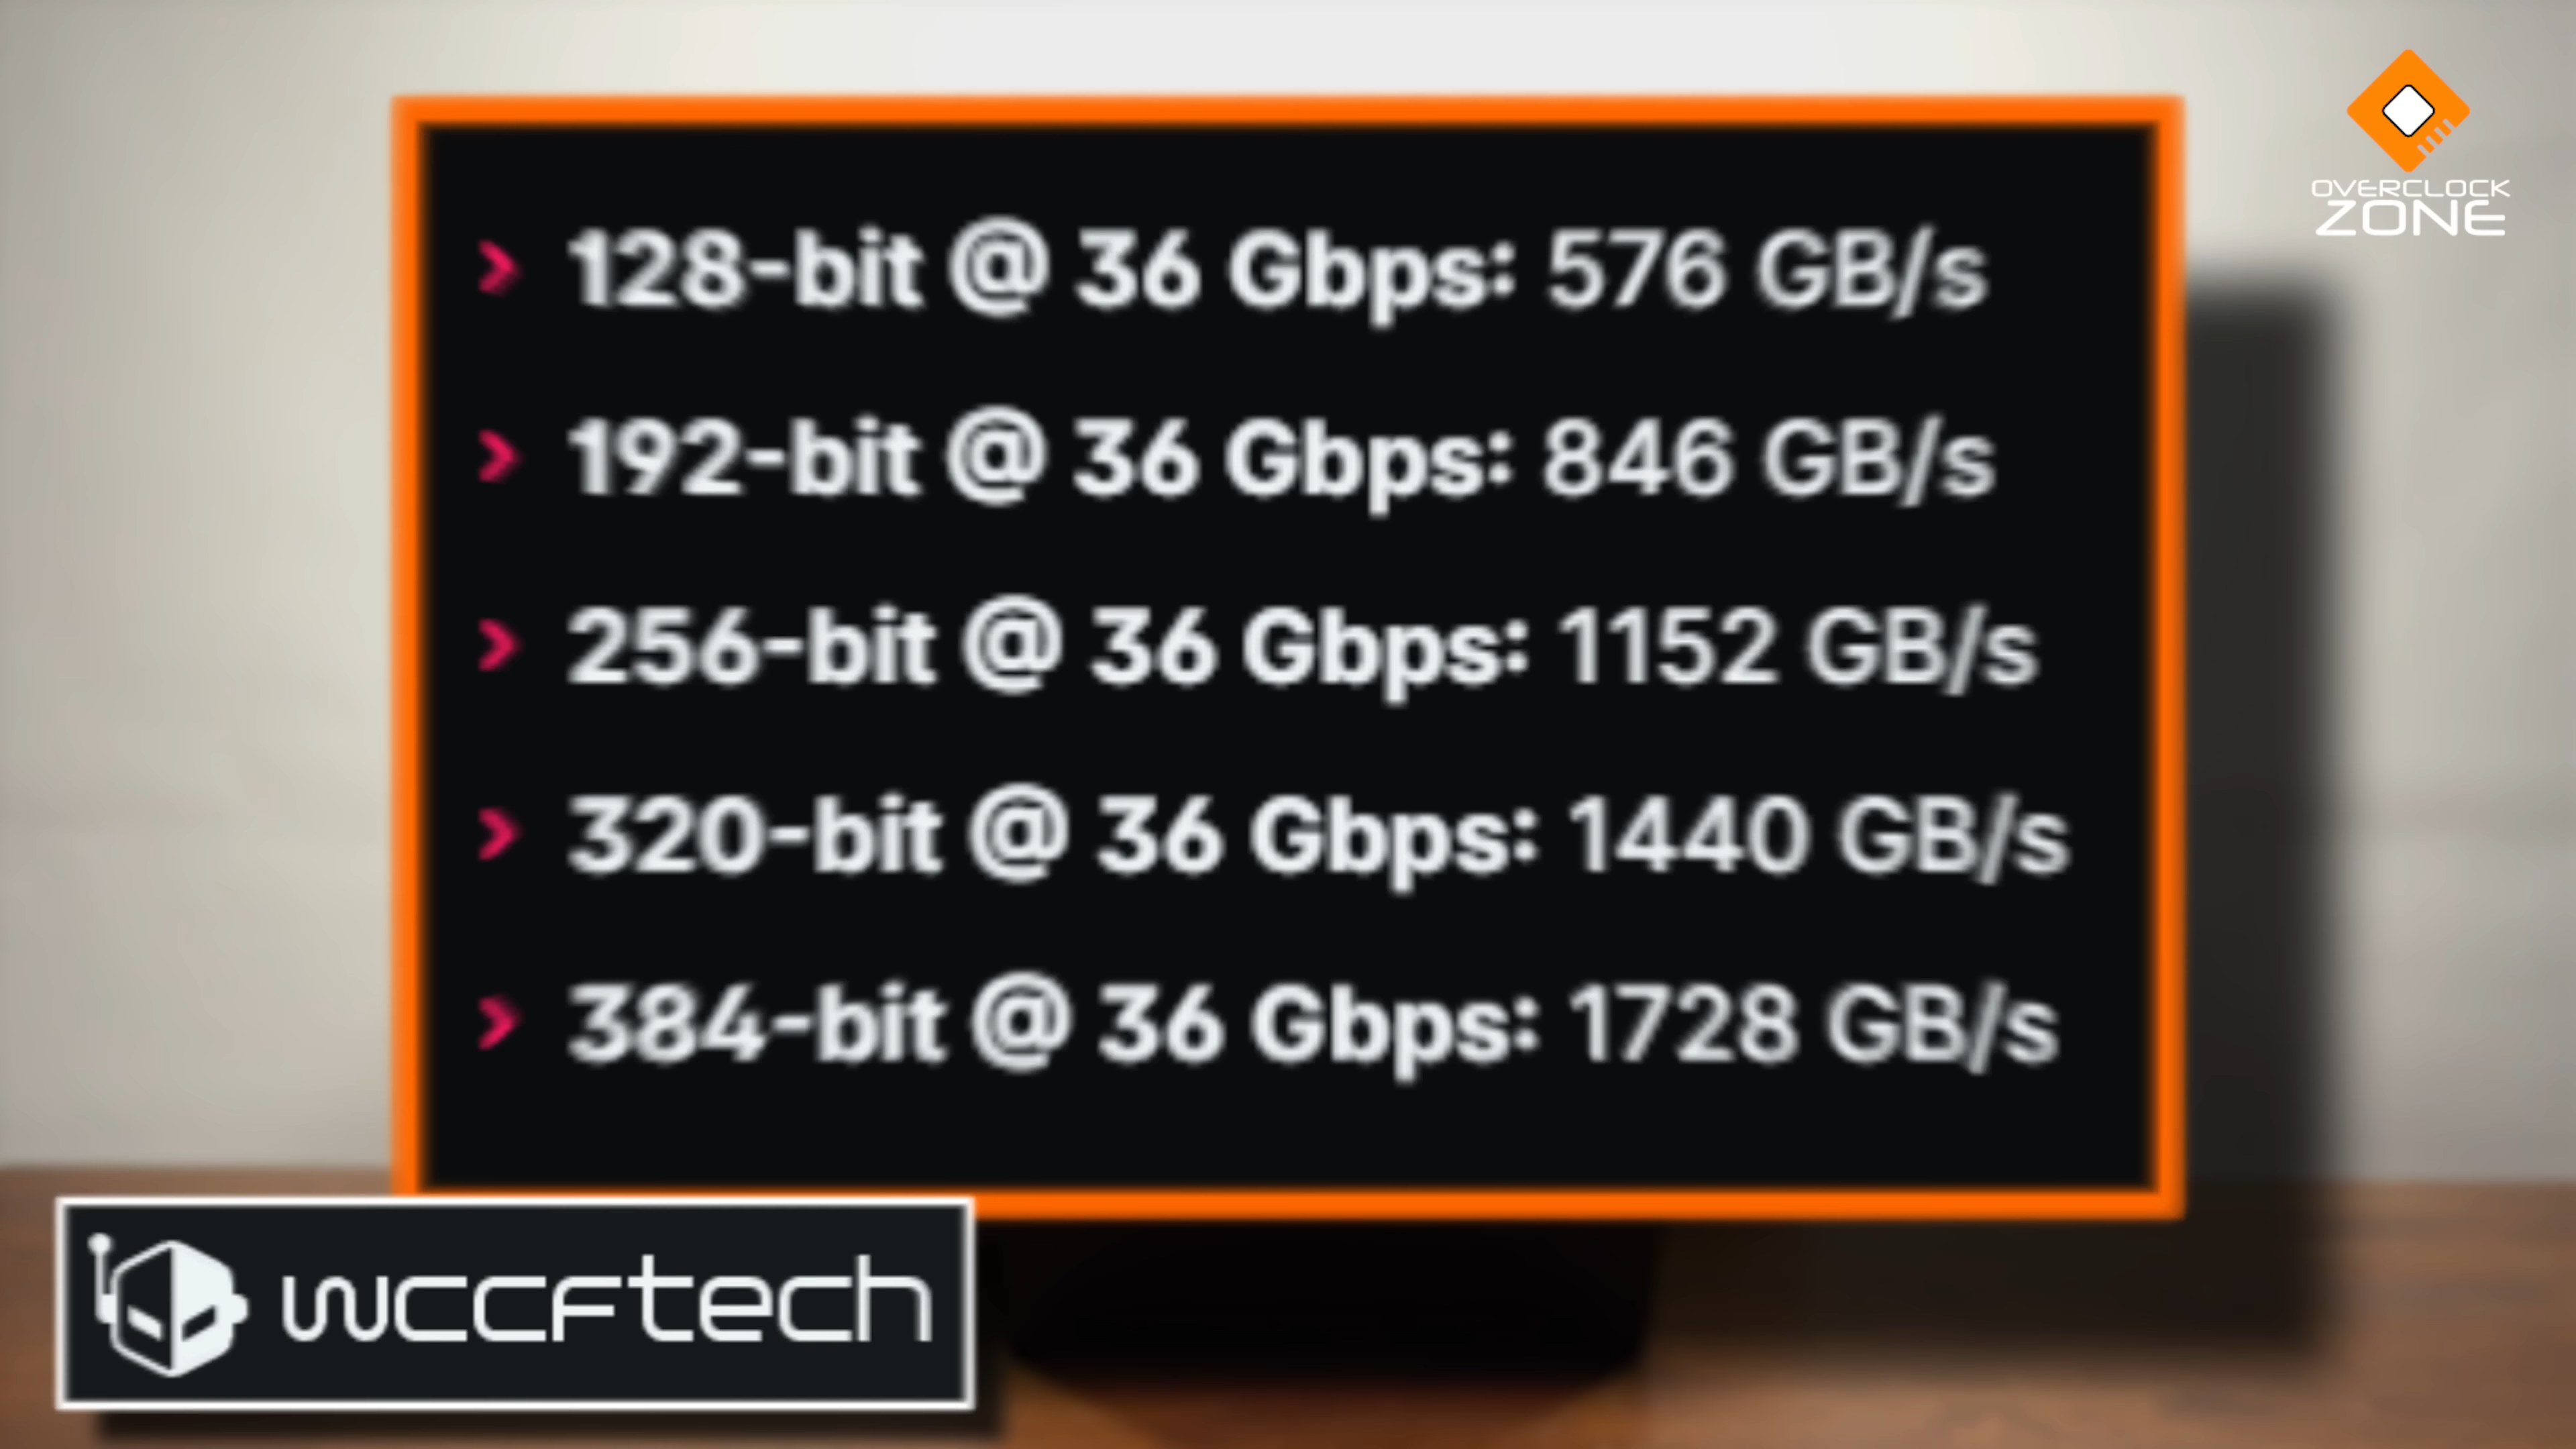 OVERCLOCK
ZONE
128-bit @ 36 Gbps: 576 GB/s
192-bit @ 36 Gbps: 846 GB/s
256-bit @ 36 Gbps: 1152 GB/s
320-bit @ 36 Gbps: 1440 GB/s
384-bit @ 36 Gbps: 1728 GB/s
wccftech